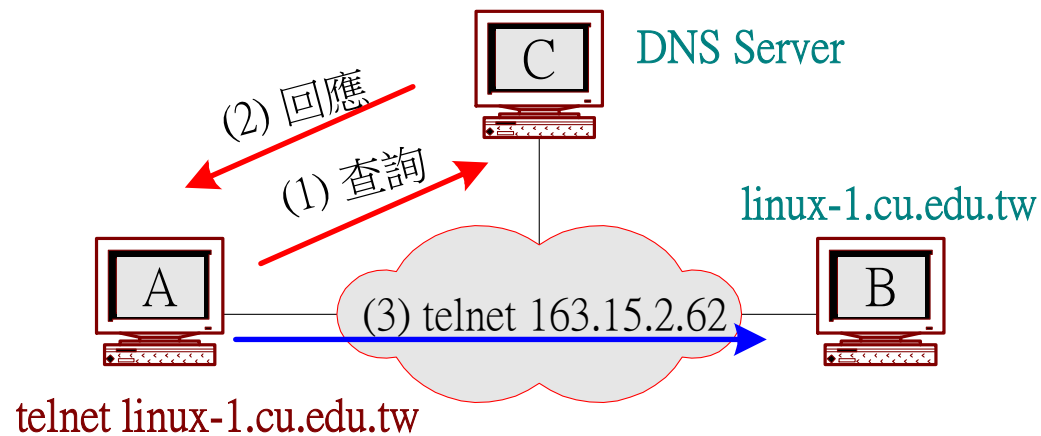 C
DNS Server
(2) 回應
(1) 查詢
linux-1.cu.edu.tw
A
B
(3) telnet 163.15.2.62
telnet linux-1.cu.edu.tw